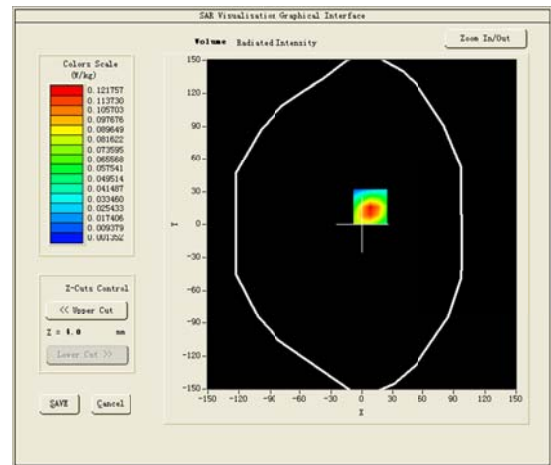 SAR Visualization Graphical Interface
Volume Radiated Intensity
Zoom In/Out
Colors Scale
(W/kg)
0.121757
0.113730
0.105703
0.097676
0.089649
0.081622
0.073595
0.065568
0.057541
0.049514
0.041487
0.033460
0.025433
0.017406
0.009379
0.001352
150
120
90
60
30
0
-30
-60
-90
-120
-150
Y
-150 -120 -90 -60 -30 0 30 60 90 120 150
X
Z-Cuts Control
<< Upper Cut
Z = 4.0 mm
Lower Cut >>
SAVE Cancel